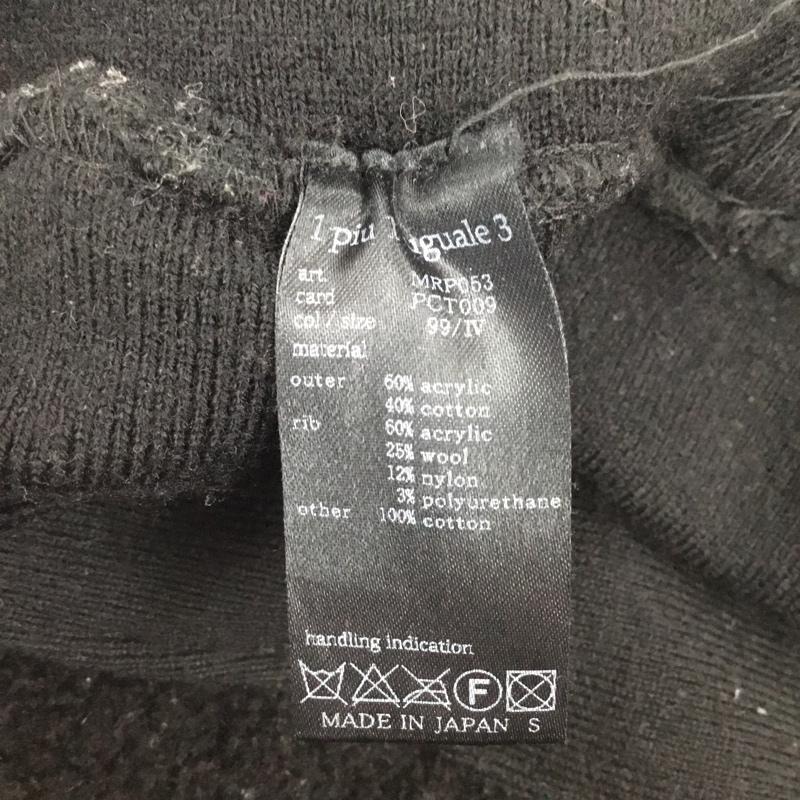 1 piu 1 uguale 3
art. MRP053
card PCT009
col / size 99/IV
material
outer 60% acrylic
40% cotton
rib 60% acrylic
25% wool
12% nylon
3% polyurethane
other 100% cotton
handling indication
F
MADE IN JAPAN S